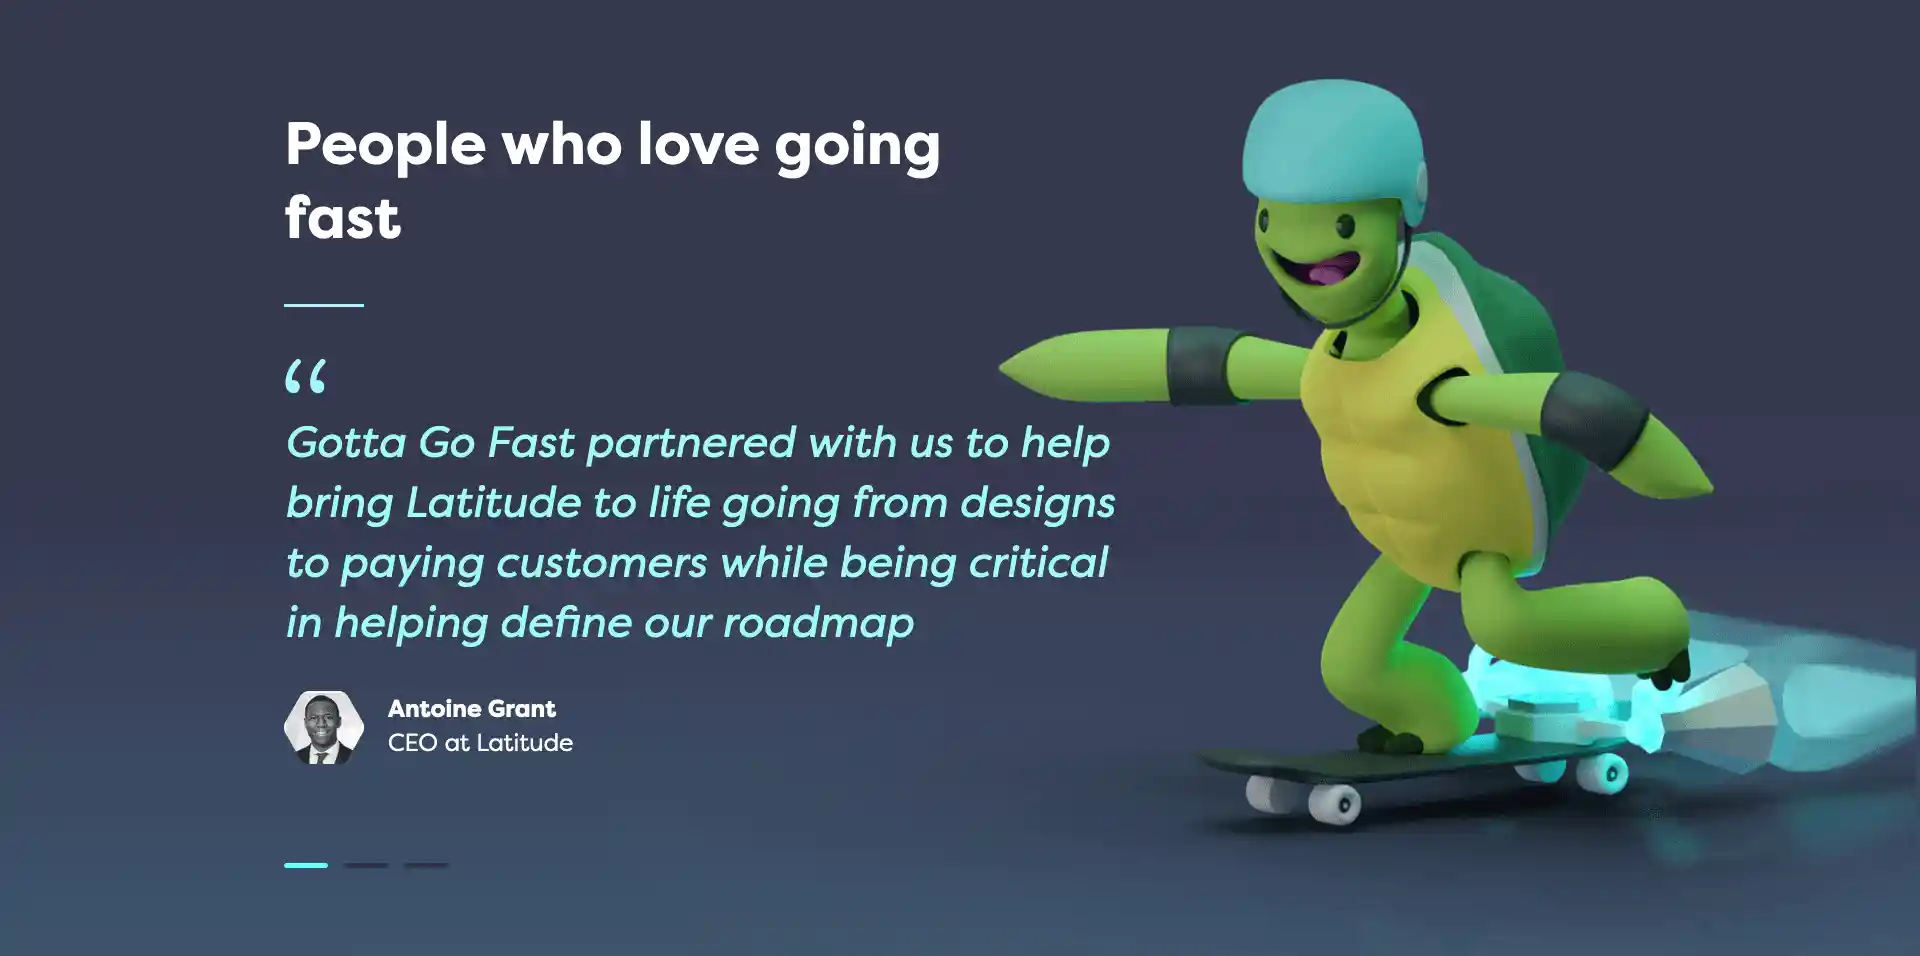 People who love going
fast
“
Gotta Go Fast partnered with us to help
bring Latitude to life going from designs
to paying customers while being critical
in helping define our roadmap
Antoine Grant
CEO at Latitude